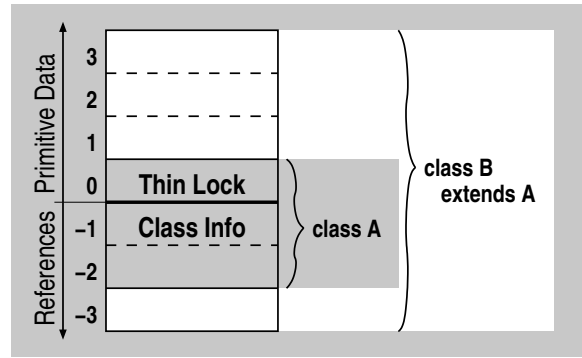 Primitive Data
References
3
2
1
0
–1
–2
–3
Thin Lock
Class Info
class A
class B
extends A